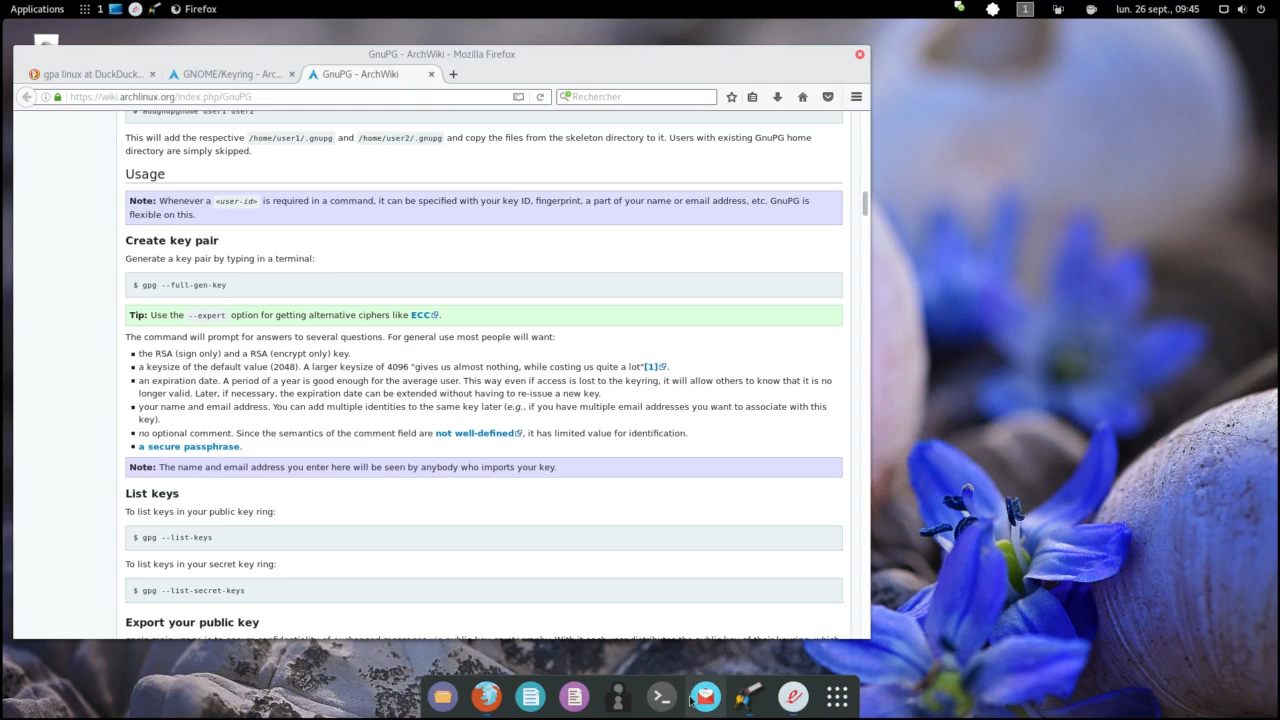 Applications 1 Firefox 1 lun. 26 sept., 09:45
GnuPG - ArchWiki - Mozilla Firefox
gpa linux at DuckDuck... GNOME/Keyring - Arc... GnuPG - ArchWiki
https://wiki.archlinux.org/index.php/GnuPG Rechercher
# addgnupghome user1 user2
This will add the respective /home/user1/.gnupg and /home/user2/.gnupg and copy the files from the skeleton directory to it. Users with existing GnuPG home
directory are simply skipped.
Usage
Note: Whenever a <user-id> is required in a command, it can be specified with your key ID, fingerprint, a part of your name or email address, etc. GnuPG is
flexible on this.
Create key pair
Generate a key pair by typing in a terminal:
$ gpg --full-gen-key
Tip: Use the --expert option for getting alternative ciphers like ECC.
The command will prompt for answers to several questions. For general use most people will want:
the RSA (sign only) and a RSA (encrypt only) key.
a keysize of the default value (2048). A larger keysize of 4096 "gives us almost nothing, while costing us quite a lot"[1].
an expiration date. A period of a year is good enough for the average user. This way even if access is lost to the keyring, it will allow others to know that it is no
longer valid. Later, if necessary, the expiration date can be extended without having to re-issue a new key.
your name and email address. You can add multiple identities to the same key later (e.g., if you have multiple email addresses you want to associate with this
key).
no optional comment. Since the semantics of the comment field are not well-defined, it has limited value for identification.
a secure passphrase.
Note: The name and email address you enter here will be seen by anybody who imports your key.
List keys
To list keys in your public key ring:
$ gpg --list-keys
To list keys in your secret key ring:
$ gpg --list-secret-keys
Export your public key